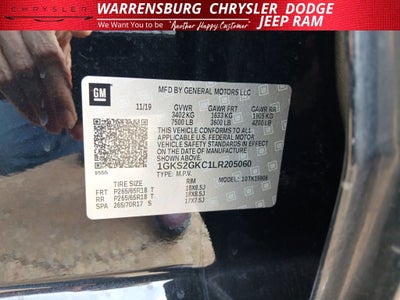 CHRYSLER
WARRENSBURG CHRYSLER DODGE
JEEP RAM
We Want You to be "Another Happy Customer"
GM
MFD BY GENERAL MOTORS LLC
11/19 GVWR GAWR FRT GAWR RR
3402 KG 1633 KG 1905 KG
7500 LB 3600 LB 4200 LB
THIS VEHICLE CONFORMS TO ALL
APPLICABLE U.S. FEDERAL MOTOR
VEHICLE SAFETY STANDARDS IN
EFFECT ON THE DATE OF
MANUFACTURE SHOWN ABOVE.
1GKS2GKC1LR205060
TYPE: M.P.V.
MODEL:
TIRE SIZE RIM
FRT P265/65R18 T 18X8.5J
RR P265/65R18 T 18X8.5J
SPA 265/70R17 S 17X7.5J